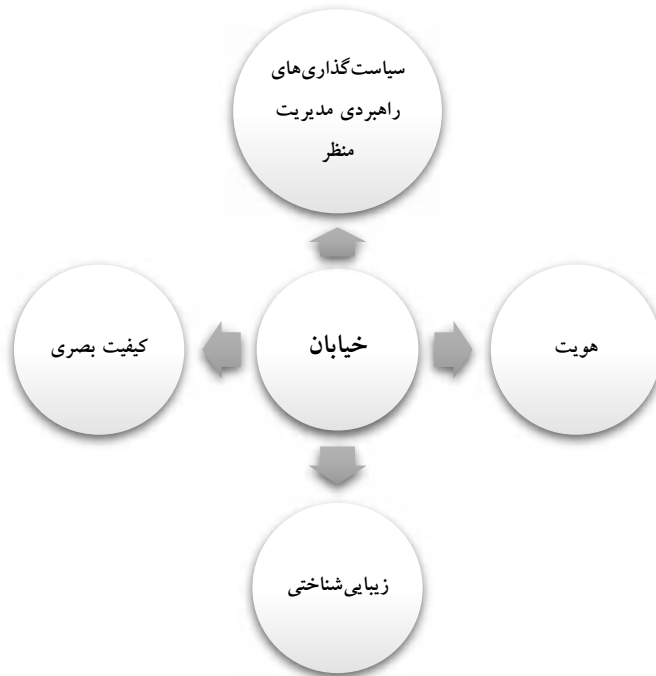 سیاست‌گذاری‌های
راهبردی مدیریت
منظر
هویت
خیابان
کیفیت بصری
زیبایی‌شناختی